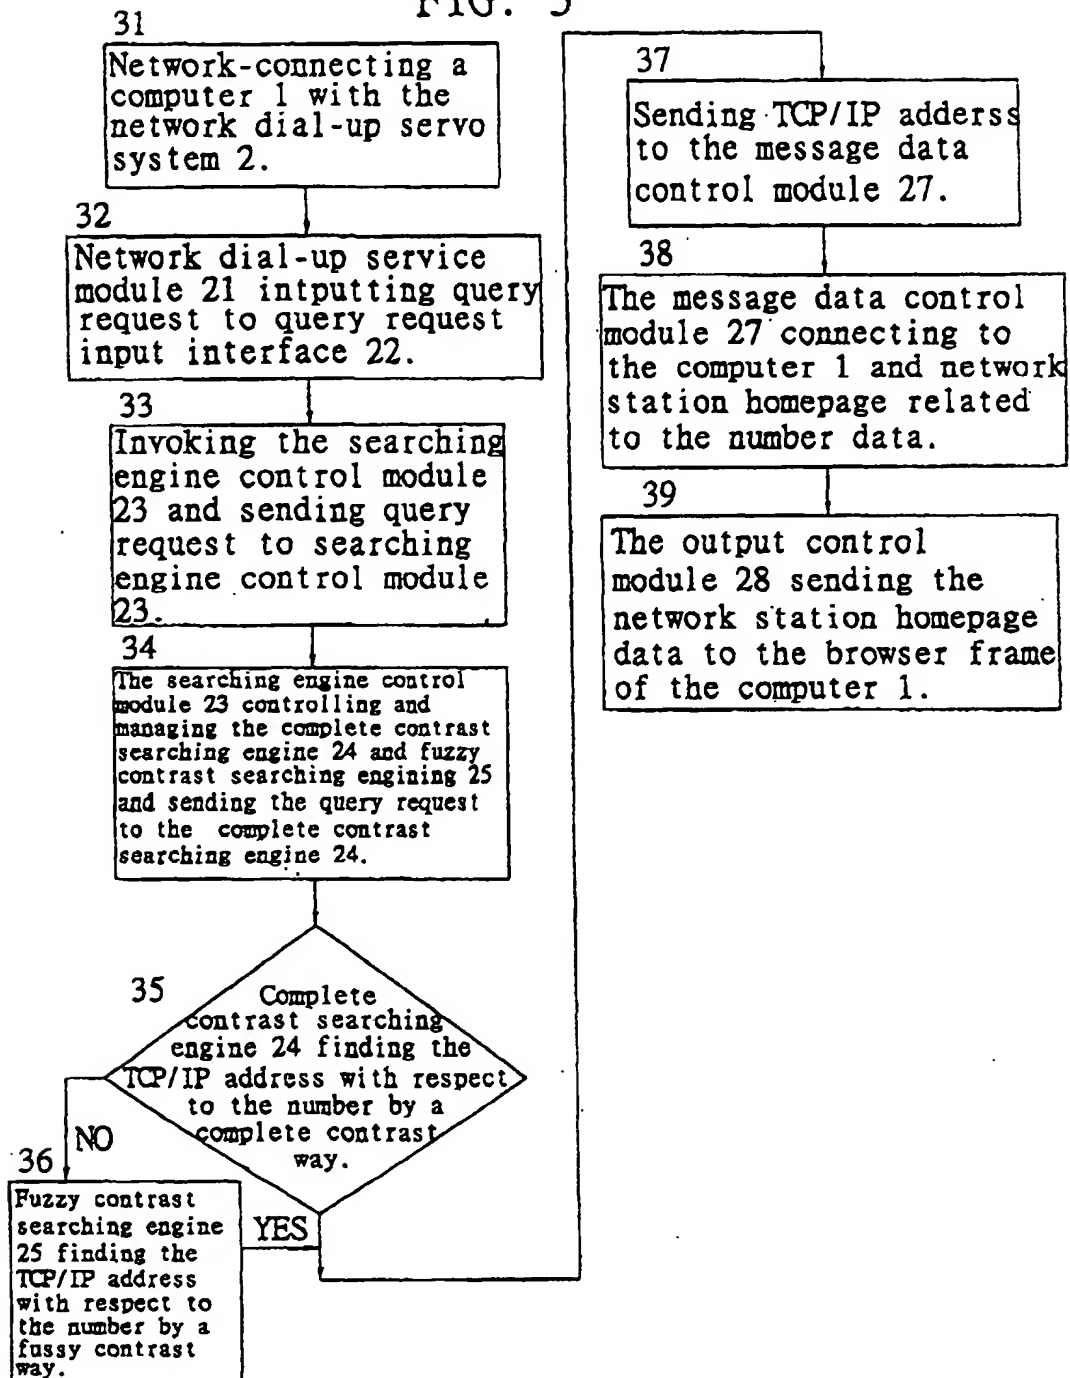 FIG. 3
31
Network-connecting a
computer 1 with the
network dial-up servo
system 2.
32
Network dial-up service
module 21 intputting query
request to query request
input interface 22.
33
Invoking the searching
engine control module
23 and sending query
request to searching
engine control module
23.
34
The searching engine control
module 23 controlling and
managing the complete contrast
searching engine 24 and fuzzy
contrast searching engining 25
and sending the query request
to the complete contrast
searching engine 24.
35
Complete
contrast searching
engine 24 finding the
TCP/IP address with respect
to the number by a
complete contrast
way.
NO
36
Fuzzy contrast
searching engine
25 finding the
TCP/IP address
with respect to
the number by a
fussy contrast
way.
YES
37
Sending TCP/IP adderss
to the message data
control module 27.
38
The message data control
module 27 connecting to
the computer 1 and network
station homepage related
to the number data.
39
The output control
module 28 sending the
network station homepage
data to the browser frame
of the computer 1.